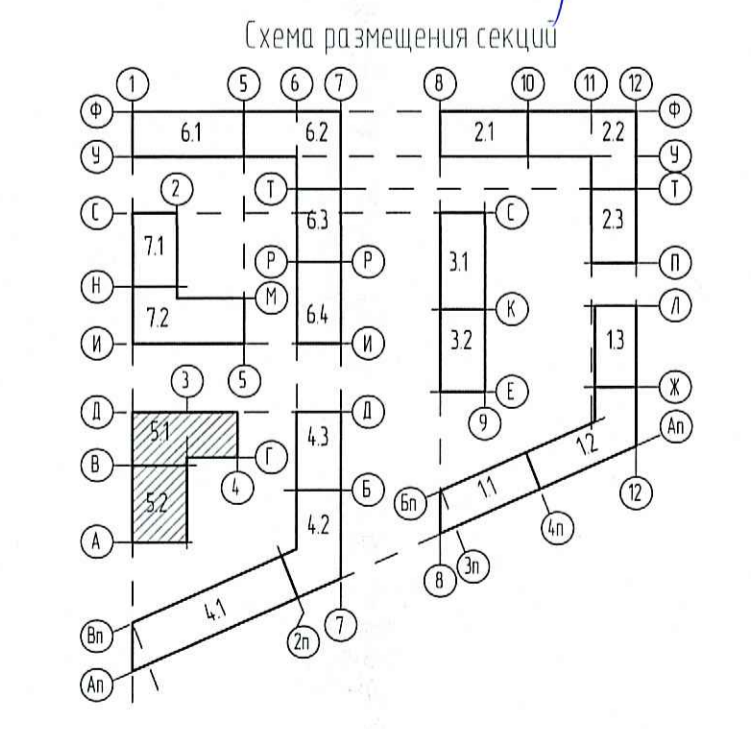 Схема размещения секций
1 5 6 7 8 10 11 12
Ф 6.1 6.2 2.1 2.2 Ф
У У
2 Т Т
С 7.1 6.3 С 2.3
Р Р 3.1 П
Н М
7.2 6.4 К Л
И И 3.2 1.3
3 5 Е Ж
Д 5.1 Д 9
4.3 Ап
В Г 1.2
4 Б Бп 1.1 12
5.2 4.2 4п
А
3п
8
4.1 7
Вп 2п
Ап